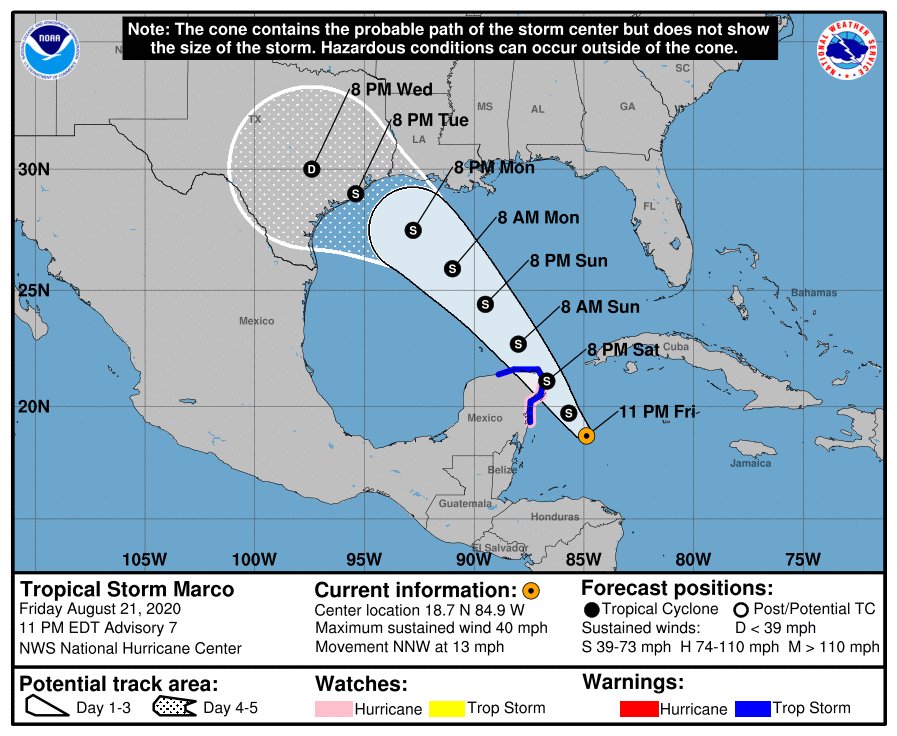 Note: The cone contains the probable path of the storm center but does not show
the size of the storm. Hazardous conditions can occur outside of the cone.
NOAA
NATIONAL WEATHER SERVICE
SC
8 PM Wed
TX
MS
AL
GA
8 PM Tue
LA
30N
8 PM Mon
FL
8 AM Mon
8 PM Sun
25N
Bahamas
8 AM Sun
Mexico
8 PM Sat
Cuba
D
S
S
S
S
S
S
S
20N
Mexico
11 PM Fri
Jamaica
Belize
Guatemala
Honduras
El Salvador
105W
100W
95W
90W
85W
80W
75W
Tropical Storm Marco
Friday August 21, 2020
11 PM EDT Advisory 7
NWS National Hurricane Center
Current information:
Center location 18.7 N 84.9 W
Maximum sustained wind 40 mph
Movement NNW at 13 mph
Forecast positions:
Tropical Cyclone Post/Potential TC
Sustained winds: D < 39 mph
S 39-73 mph H 74-110 mph M > 110 mph
Potential track area:
Day 1-3 Day 4-5
Watches:
Hurricane Trop Storm
Warnings:
Hurricane Trop Storm